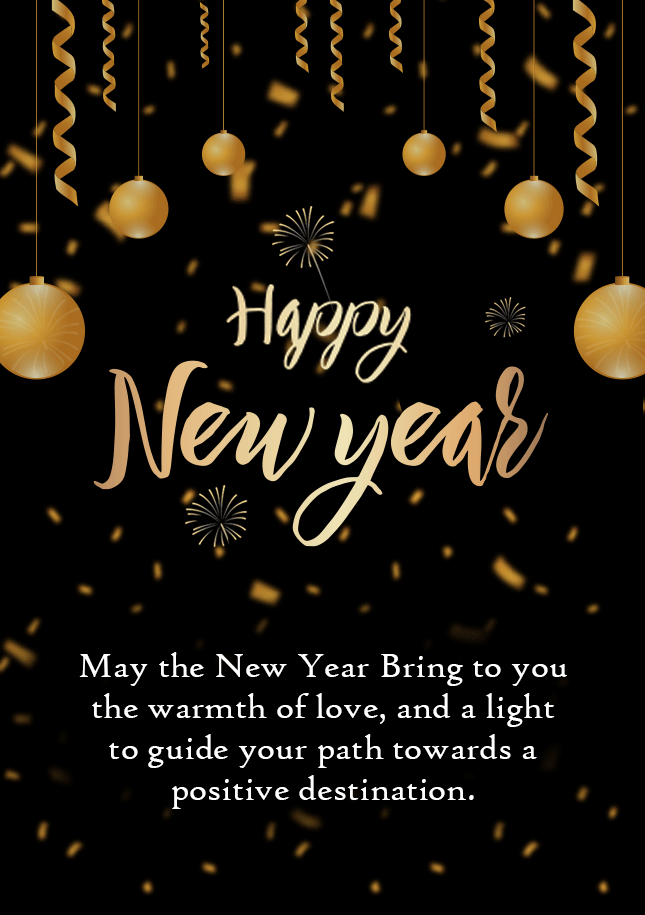 Happy
New year
May the New Year Bring to you
the warmth of love, and a light
to guide your path towards a
positive destination.